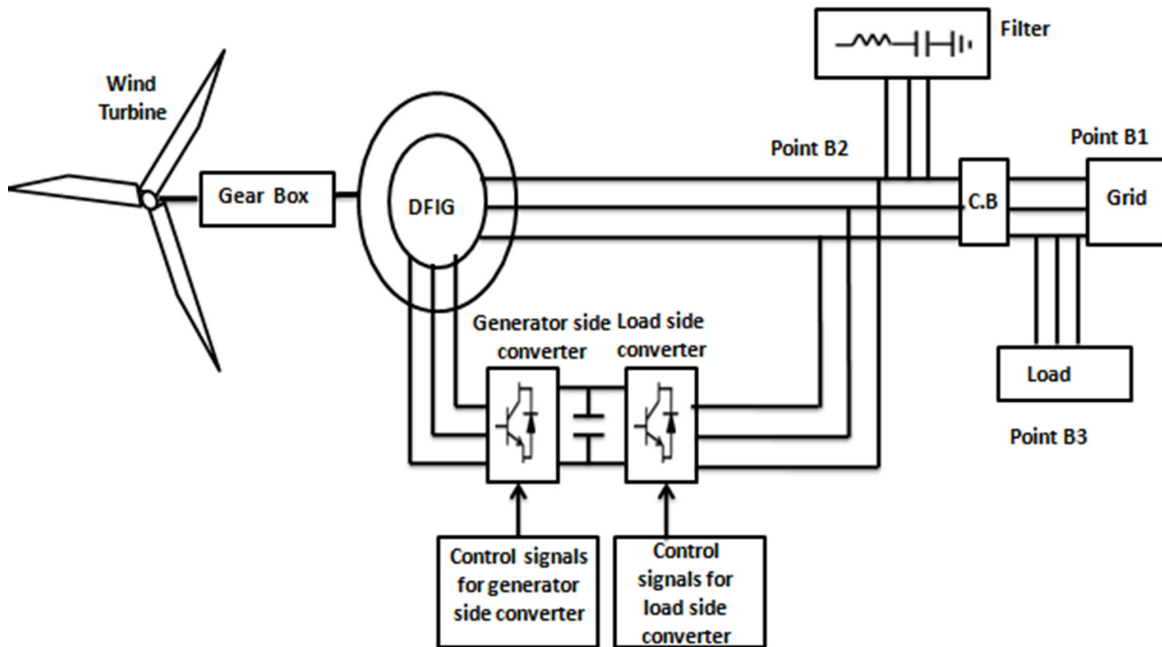 Filter
Wind
Turbine
Point B2
Point B1
Gear Box
DFIG
C.B
Grid
Generator side
converter
Load side
converter
Load
Point B3
Control signals
for generator
side converter
Control
signals for
load side
converter